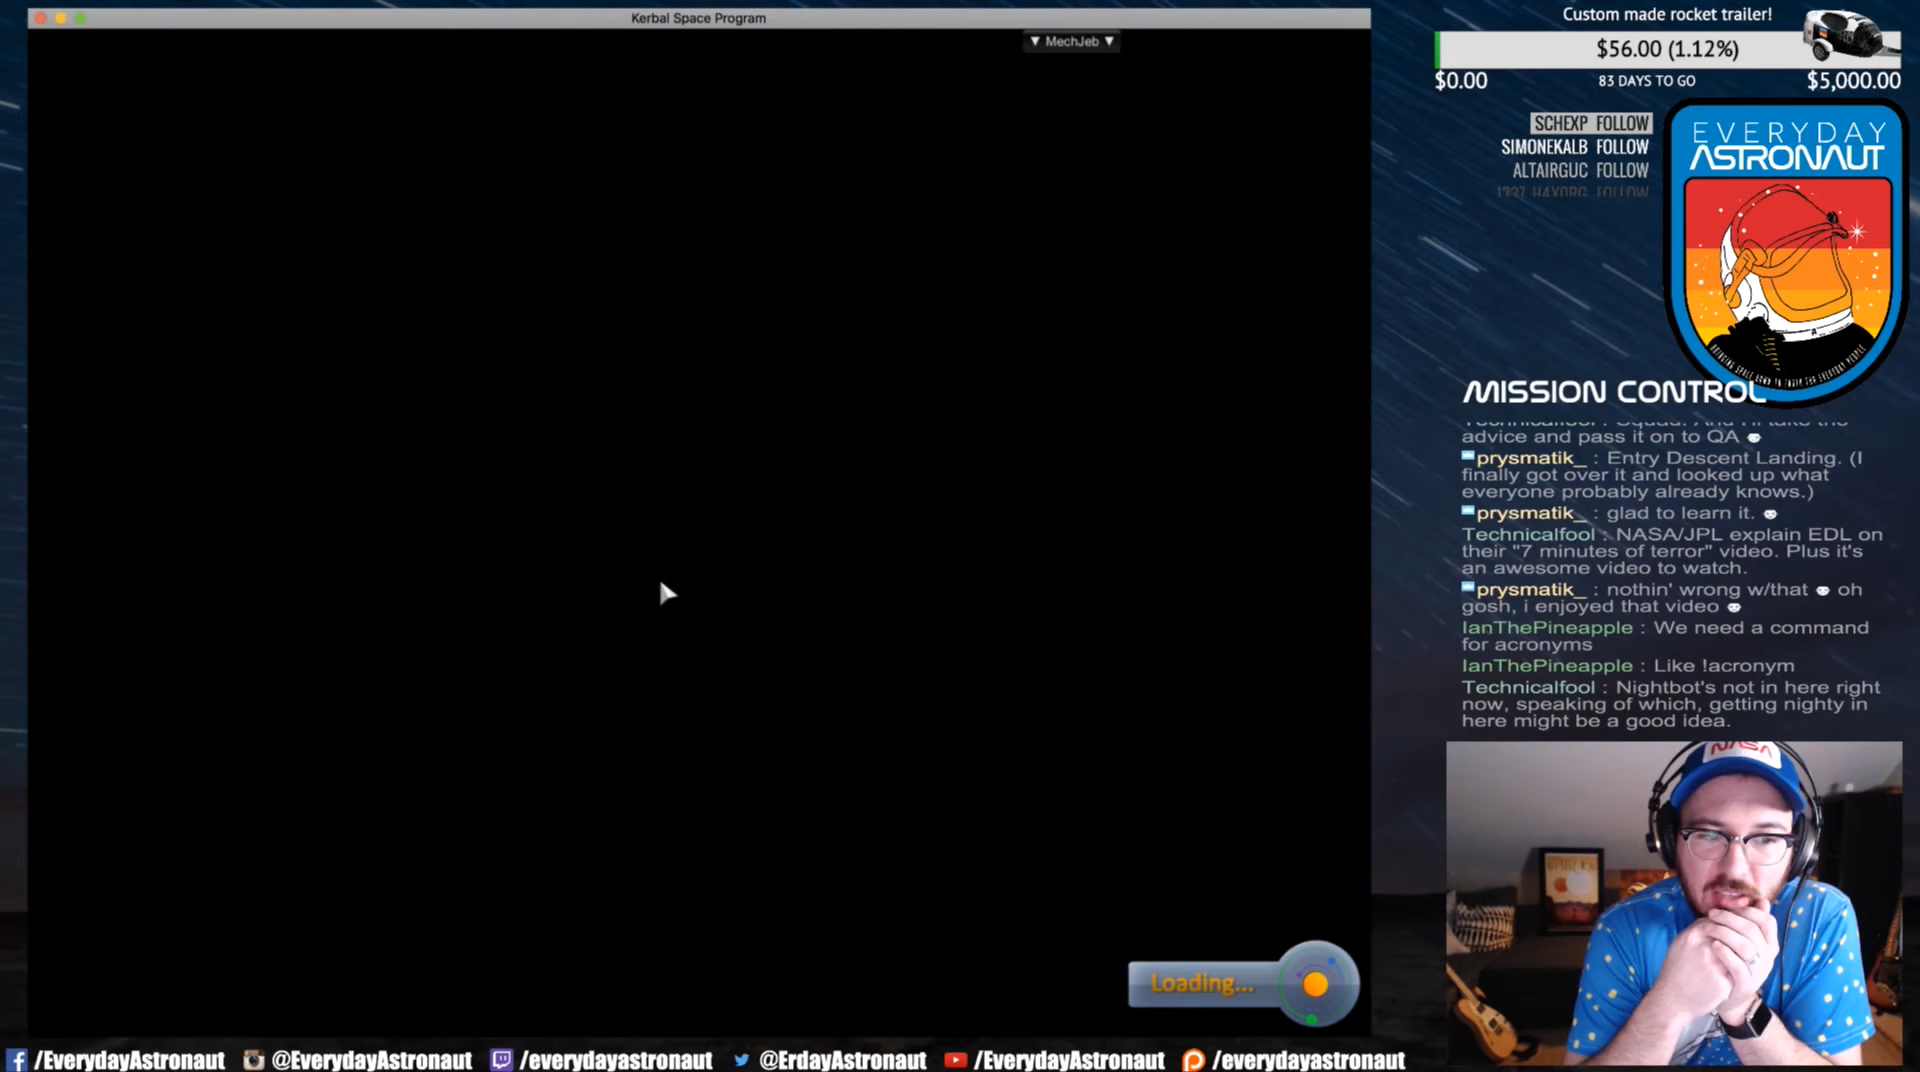 Kerbal Space Program
▼ MechJeb ▼
Loading...
Custom made rocket trailer!
$56.00 (1.12%)
$0.00 83 DAYS TO GO $5,000.00
SCHEXP FOLLOW
SIMONEKALB FOLLOW
ALTAIRGUC FOLLOW
EVERYDAY
ASTRONAUT
MISSION CONTROL
advice and pass it on to QA
prysmatik_ : Entry Descent Landing. (I
finally got over it and looked up what
everyone probably already knows.)
prysmatik_ : glad to learn it.
Technicalfool : NASA/JPL explain EDL on
their "7 minutes of terror" video. Plus it's
an awesome video to watch.
prysmatik_ : nothin' wrong w/that oh
gosh, i enjoyed that video
IanThePineapple : We need a command
for acronyms
IanThePineapple : Like !acronym
Technicalfool : Nightbot's not in here right
now, speaking of which, getting nighty in
here might be a good idea.
NASA
/EverydayAstronaut @EverydayAstronaut /everydayastronaut @ErdayAstronaut /EverydayAstronaut /everydayastronaut